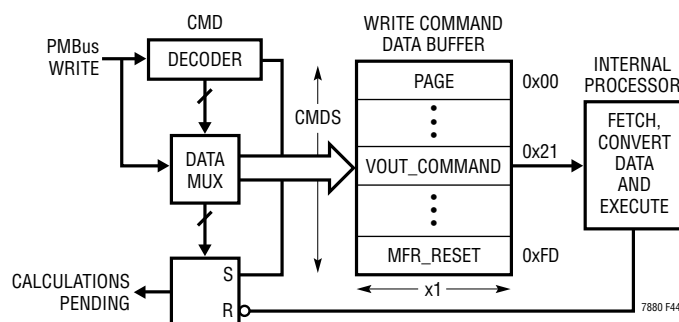 CMD
PMBus
WRITE
DECODER
CMDS
DATA
MUX
S
R
CALCULATIONS
PENDING
WRITE COMMAND
DATA BUFFER
PAGE
0x00
VOUT_COMMAND
0x21
MFR_RESET
0xFD
x1
INTERNAL
PROCESSOR
FETCH,
CONVERT
DATA
AND
EXECUTE
7880 F44